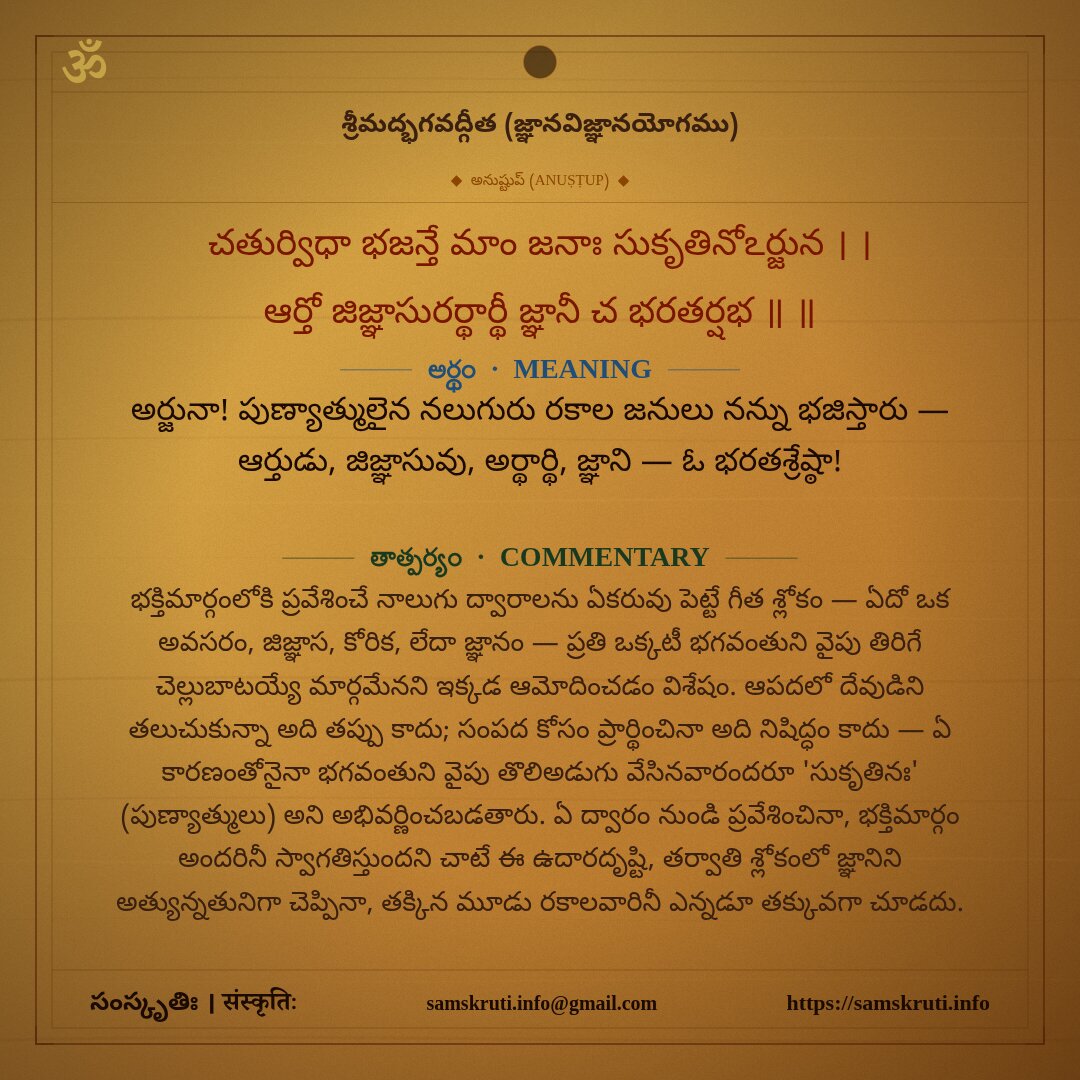 ॐ
శ్రీమద్భగవద్గీత (జ్ఞానవిజ్ఞానయోగము)
◆ అనుష్టుప్ (ANUṢṬUP) ◆
చతుర్విధా భజన్తే మాం జనాః సుకృతినోఽర్జున । ।
ఆర్తో జిజ్ఞాసురర్థార్థీ జ్ఞానీ చ భరతర్షభ ॥ ॥
అర్థం · MEANING
అర్జునా! పుణ్యాత్ములైన నలుగురు రకాల జనులు నన్ను భజిస్తారు —
ఆర్తుడు, జిజ్ఞాసువు, అర్థార్థి, జ్ఞాని — ఓ భరతశ్రేష్ఠా!
తాత్పర్యం · COMMENTARY
భక్తిమార్గంలోకి ప్రవేశించే నాలుగు ద్వారాలను ఏకరువు పెట్టే గీత శ్లోకం — ఏదో ఒక
అవసరం, జిజ్ఞాస, కోరిక, లేదా జ్ఞానం — ప్రతి ఒక్కటీ భగవంతుని వైపు తిరిగే
చెల్లుబాటయ్యే మార్గమేనని ఇక్కడ ఆమోదించడం విశేషం. ఆపదలో దేవుడిని
తలుచుకున్నా అది తప్పు కాదు; సంపద కోసం ప్రార్థించినా అది నిషిద్ధం కాదు — ఏ
కారణంతోనైనా భగవంతుని వైపు తొలిఅడుగు వేసినవారందరూ 'సుకృతినః'
(పుణ్యాత్ములు) అని అభివర్ణించబడతారు. ఏ ద్వారం నుండి ప్రవేశించినా, భక్తిమార్గం
అందరినీ స్వాగతిస్తుందని చాటే ఈ ఉదారదృష్టి, తర్వాతి శ్లోకంలో జ్ఞానిని
అత్యున్నతునిగా చెప్పినా, తక్కిన మూడు రకాలవారినీ ఎన్నడూ తక్కువగా చూడదు.
సంస్కృతిః | संस्कृतिः samskruti.info@gmail.com https://samskruti.info